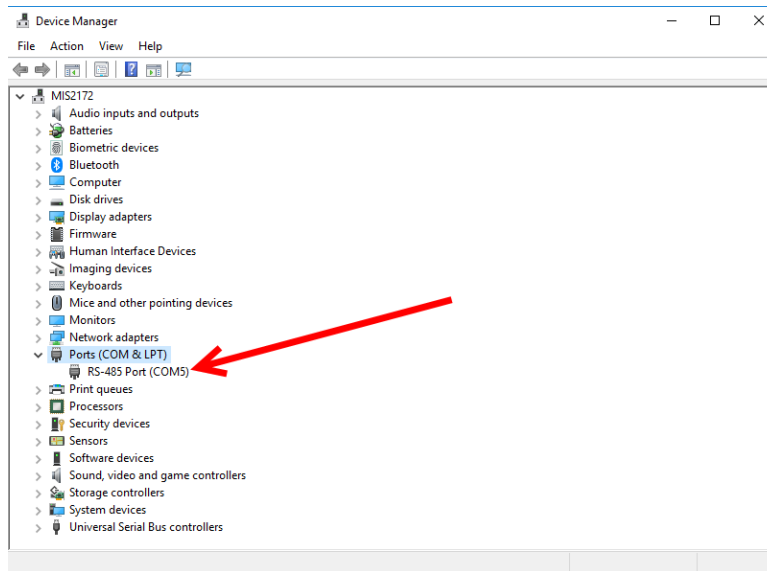 Device Manager
File Action View Help
MIS2172
Audio inputs and outputs
Batteries
Biometric devices
Bluetooth
Computer
Disk drives
Display adapters
Firmware
Human Interface Devices
Imaging devices
Keyboards
Mice and other pointing devices
Monitors
Network adapters
Ports (COM & LPT)
RS-485 Port (COM5)
Print queues
Processors
Security devices
Sensors
Software devices
Sound, video and game controllers
Storage controllers
System devices
Universal Serial Bus controllers